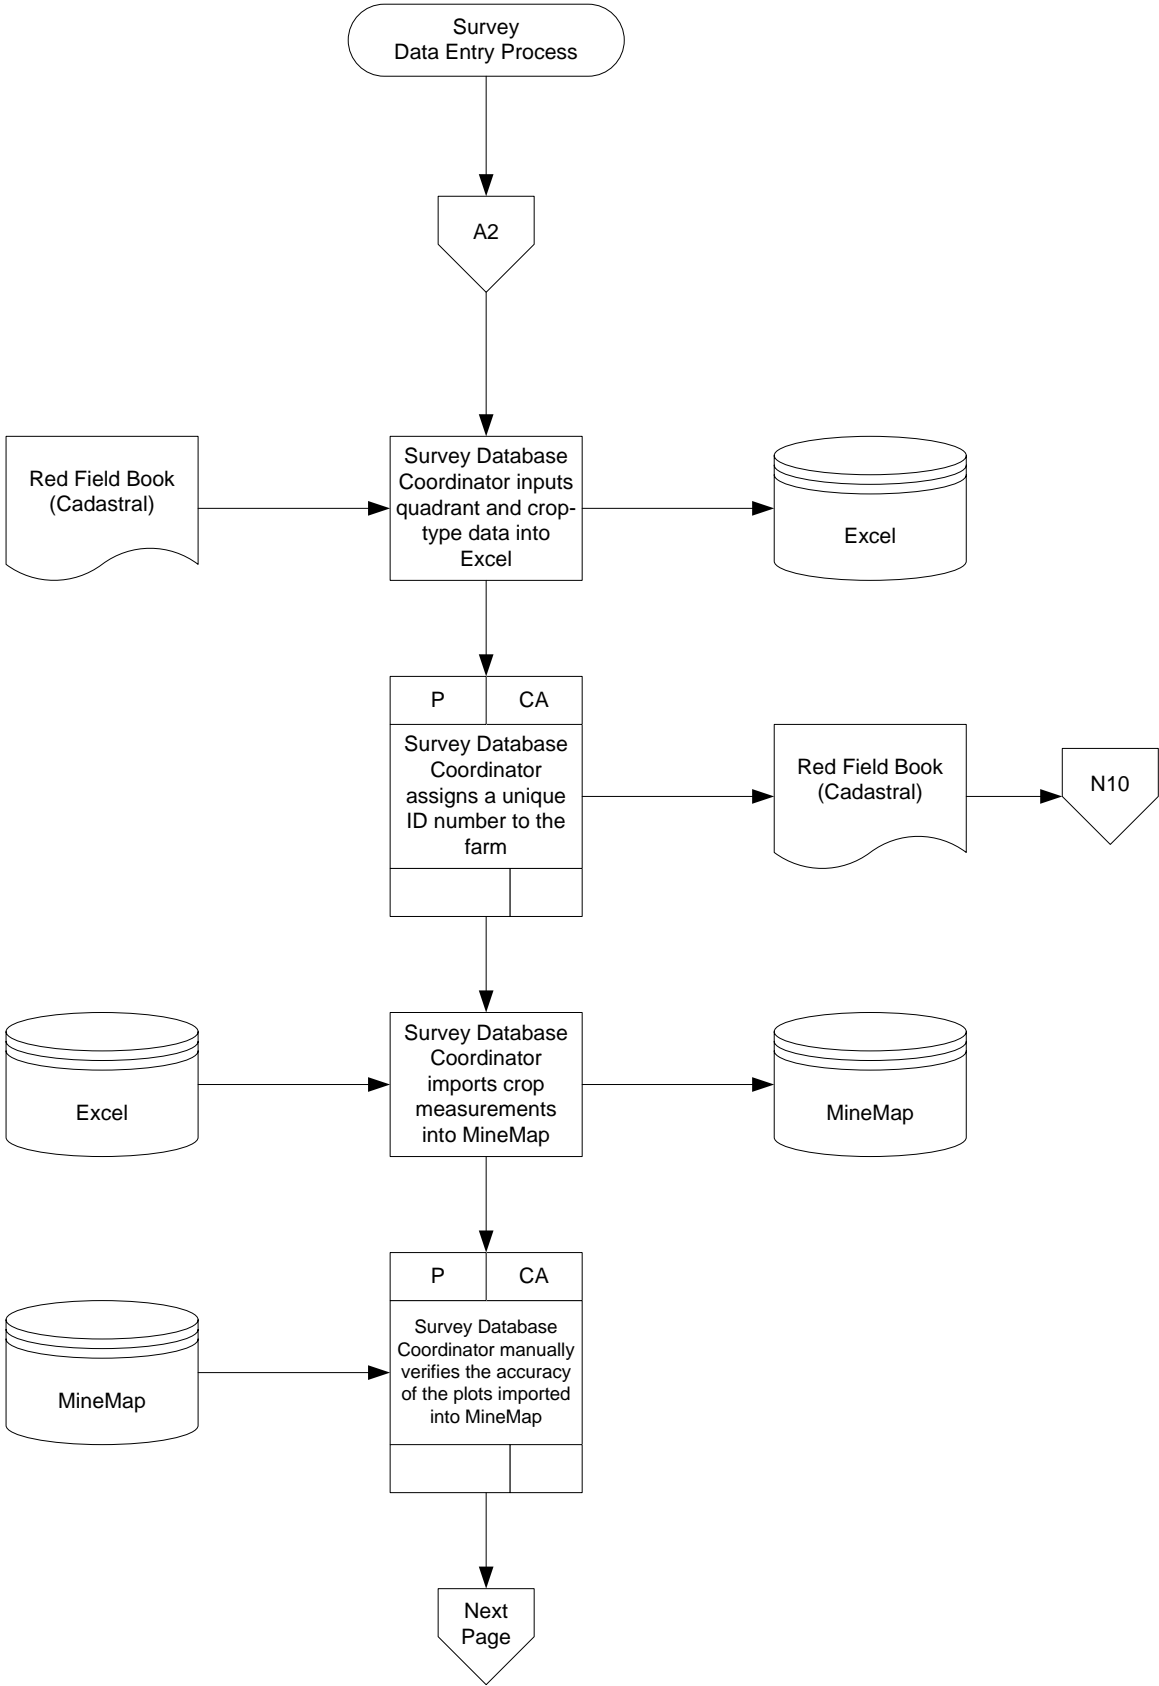 Survey
Data Entry Process
A2
Red Field Book
(Cadastral)
Survey Database
Coordinator inputs
quadrant and crop-
type data into
Excel
Excel
P
CA
Survey Database
Coordinator
assigns a unique
ID number to the
farm
Red Field Book
(Cadastral)
N10
Excel
Survey Database
Coordinator
imports crop
measurements
into MineMap
MineMap
P
CA
MineMap
Survey Database
Coordinator manually
verifies the accuracy
of the plots imported
into MineMap
Next
Page